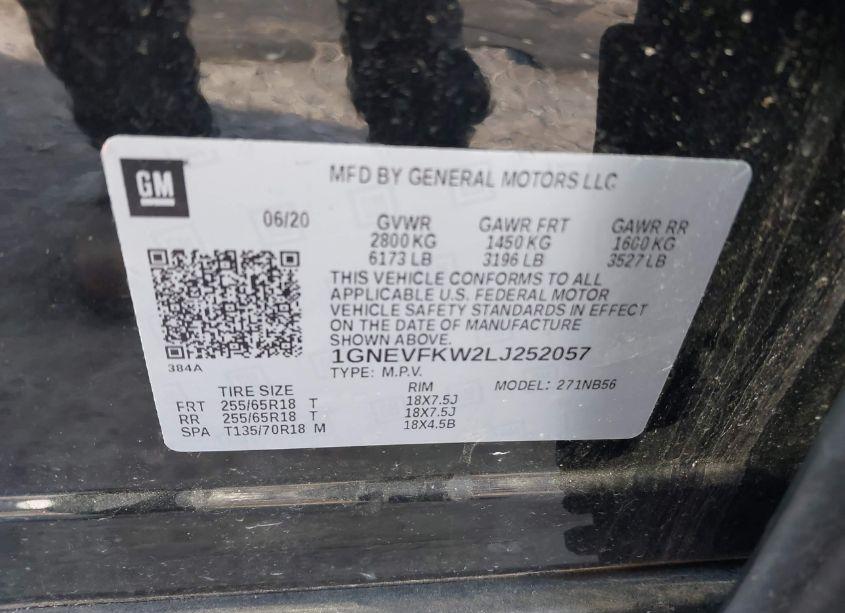 GM
MFD BY GENERAL MOTORS LLC
06/20 GVWR GAWR FRT GAWR RR
2800 KG 1450 KG 1600 KG
6173 LB 3196 LB 3527 LB
THIS VEHICLE CONFORMS TO ALL
APPLICABLE U.S. FEDERAL MOTOR
VEHICLE SAFETY STANDARDS IN EFFECT
ON THE DATE OF MANUFACTURE
SHOWN ABOVE.
384A
1GNEVFKW2LJ252057
TYPE: M.P.V.
TIRE SIZE RIM MODEL: 271NB56
FRT 255/65R18 T 18X7.5J
RR 255/65R18 T 18X7.5J
SPA T135/70R18 M 18X4.5B